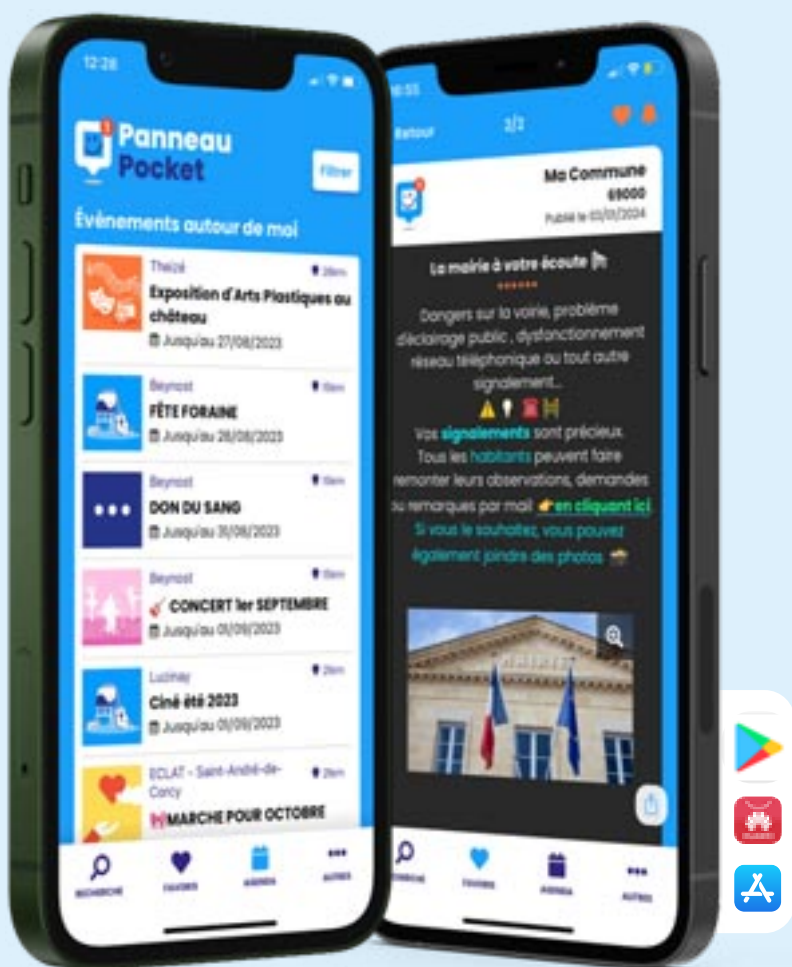 12:28
Panneau
Pocket
Filtrer
Événements autour de moi
Theizé
Exposition d'Arts Plastiques au
château
Jusqu'au 27/08/2023
Beynost
FÊTE FORAINE
Jusqu'au 28/08/2023
Beynost
DON DU SANG
Jusqu'au 31/08/2023
Beynost
CONCERT 1er SEPTEMBRE
Jusqu'au 01/09/2023
Luzinay
Ciné été 2023
Jusqu'au 01/09/2023
ECLAT - Saint-André-de-
Corcy
MARCHE POUR OCTOBRE
RECHERCHE
FAVORIS
AGENDA
AUTRES
Retour
2/2
Ma Commune
69000
Publié le 03/01/2024
La mairie à votre écoute
Dangers sur la voirie, problème
d'éclairage public , dysfonctionnement
réseau téléphonique ou tout autre
signalement...
Vos signalements sont précieux.
Tous les habitants peuvent faire
remonter leurs observations, demandes
ou remarques par mail en cliquant ici
Si vous le souhaitez, vous pouvez
également joindre des photos
FAVORIS
AGENDA
AUTRES